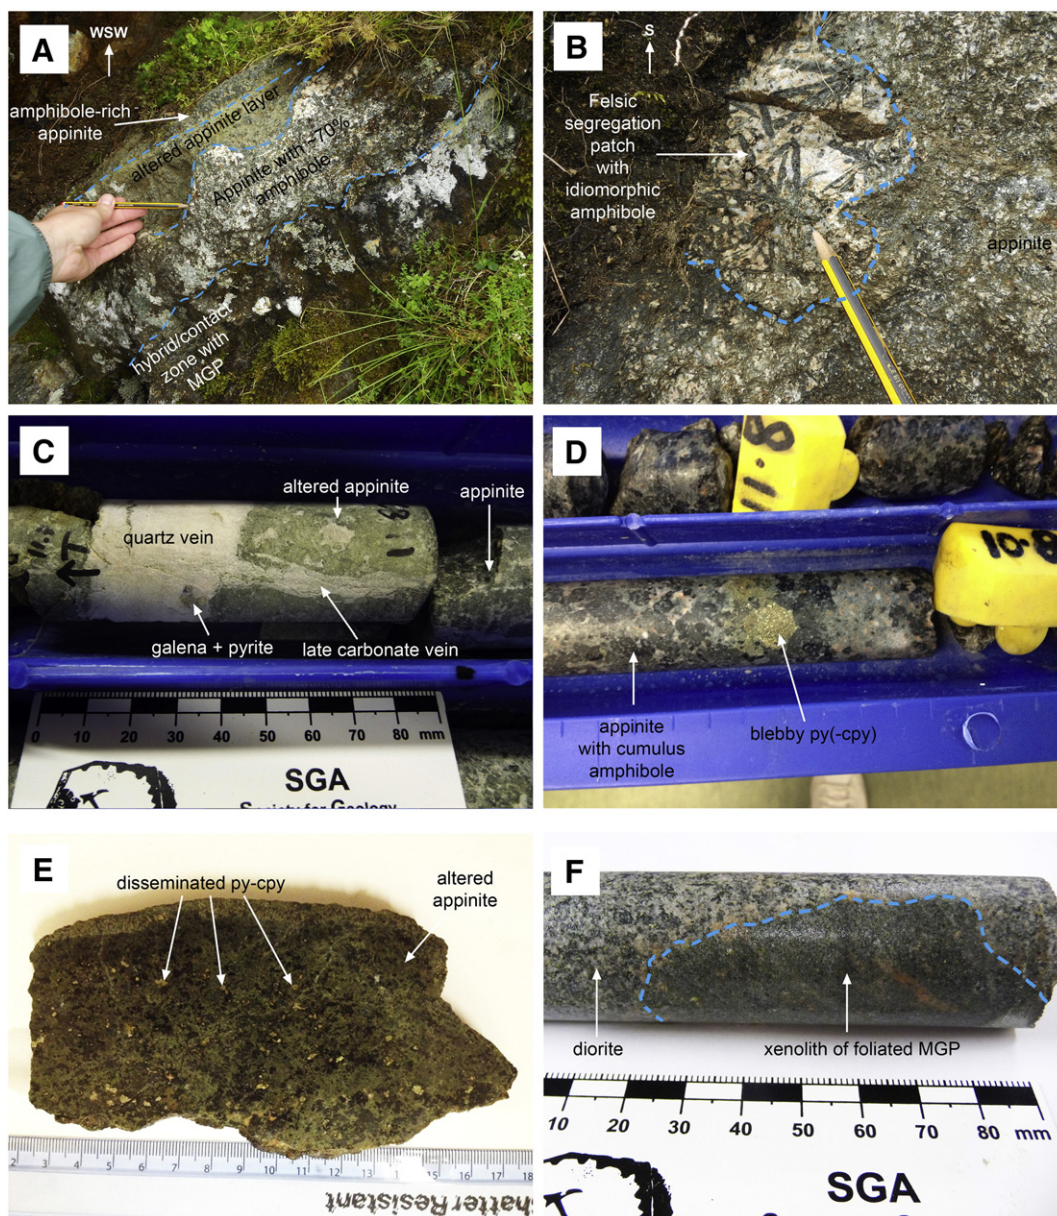 A
WSW
amphibole-rich
appinite
altered appinite layer
Appinite with ~70%
amphibole
hybrid/contact
zone with
MGP
B
S
Felsic
segregation
patch
with
idiomorphic
amphibole
appinite
C
altered appinite
appinite
quartz vein
galena + pyrite
late carbonate vein
0 10 20 30 40 50 60 70 80 mm
SGA
Society for Geology
D
8.11
10.8
appinite
with cumulus
amphibole
blebby py(-cpy)
E
disseminated py-cpy
altered
appinite
2 3 4 5 6 7 8 9 10 11 12 13 14 15 16 17 18
Shatter Resistant
F
diorite
xenolith of foliated MGP
10 20 30 40 50 60 70 80 mm
SGA